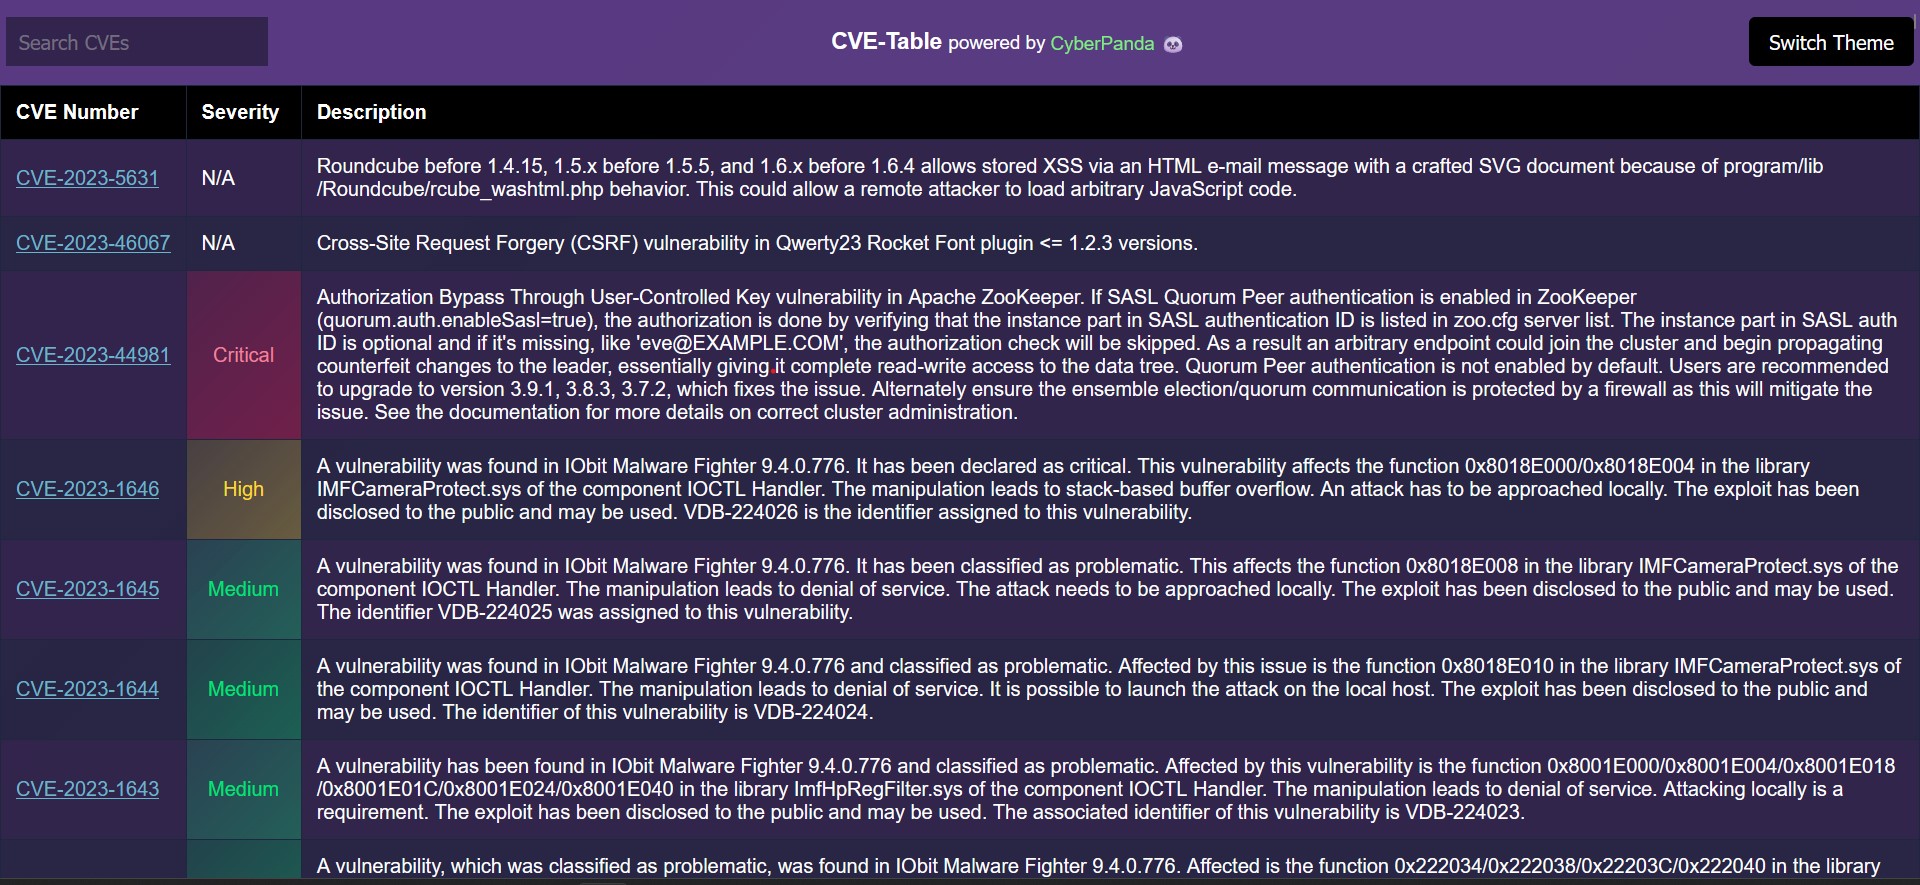 Search CVEs
CVE-Table powered by CyberPanda
Switch Theme
CVE Number Severity Description
CVE-2023-5631 N/A
Roundcube before 1.4.15, 1.5.x before 1.5.5, and 1.6.x before 1.6.4 allows stored XSS via an HTML e-mail message with a crafted SVG document because of program/lib
/Roundcube/rcube_washtml.php behavior. This could allow a remote attacker to load arbitrary JavaScript code.
CVE-2023-46067 N/A Cross-Site Request Forgery (CSRF) vulnerability in Qwerty23 Rocket Font plugin <= 1.2.3 versions.
CVE-2023-44981 Critical
Authorization Bypass Through User-Controlled Key vulnerability in Apache ZooKeeper. If SASL Quorum Peer authentication is enabled in ZooKeeper
(quorum.auth.enableSasl=true), the authorization is done by verifying that the instance part in SASL authentication ID is listed in zoo.cfg server list. The instance part in SASL auth
ID is optional and if it's missing, like 'eve@EXAMPLE.COM', the authorization check will be skipped. As a result an arbitrary endpoint could join the cluster and begin propagating
counterfeit changes to the leader, essentially giving it complete read-write access to the data tree. Quorum Peer authentication is not enabled by default. Users are recommended
to upgrade to version 3.9.1, 3.8.3, 3.7.2, which fixes the issue. Alternately ensure the ensemble election/quorum communication is protected by a firewall as this will mitigate the
issue. See the documentation for more details on correct cluster administration.
CVE-2023-1646 High
A vulnerability was found in IObit Malware Fighter 9.4.0.776. It has been declared as critical. This vulnerability affects the function 0x8018E000/0x8018E004 in the library
IMFCameraProtect.sys of the component IOCTL Handler. The manipulation leads to stack-based buffer overflow. An attack has to be approached locally. The exploit has been
disclosed to the public and may be used. VDB-224026 is the identifier assigned to this vulnerability.
CVE-2023-1645 Medium
A vulnerability was found in IObit Malware Fighter 9.4.0.776. It has been classified as problematic. This affects the function 0x8018E008 in the library IMFCameraProtect.sys of the
component IOCTL Handler. The manipulation leads to denial of service. The attack needs to be approached locally. The exploit has been disclosed to the public and may be used.
The identifier VDB-224025 was assigned to this vulnerability.
CVE-2023-1644 Medium
A vulnerability was found in IObit Malware Fighter 9.4.0.776 and classified as problematic. Affected by this issue is the function 0x8018E010 in the library IMFCameraProtect.sys of
the component IOCTL Handler. The manipulation leads to denial of service. It is possible to launch the attack on the local host. The exploit has been disclosed to the public and
may be used. The identifier of this vulnerability is VDB-224024.
CVE-2023-1643 Medium
A vulnerability has been found in IObit Malware Fighter 9.4.0.776 and classified as problematic. Affected by this vulnerability is the function 0x8001E000/0x8001E004/0x8001E018
/0x8001E01C/0x8001E024/0x8001E040 in the library ImfHpRegFilter.sys of the component IOCTL Handler. The manipulation leads to denial of service. Attacking locally is a
requirement. The exploit has been disclosed to the public and may be used. The associated identifier of this vulnerability is VDB-224023.
A vulnerability, which was classified as problematic, was found in IObit Malware Fighter 9.4.0.776. Affected is the function 0x222034/0x222038/0x22203C/0x222040 in the library